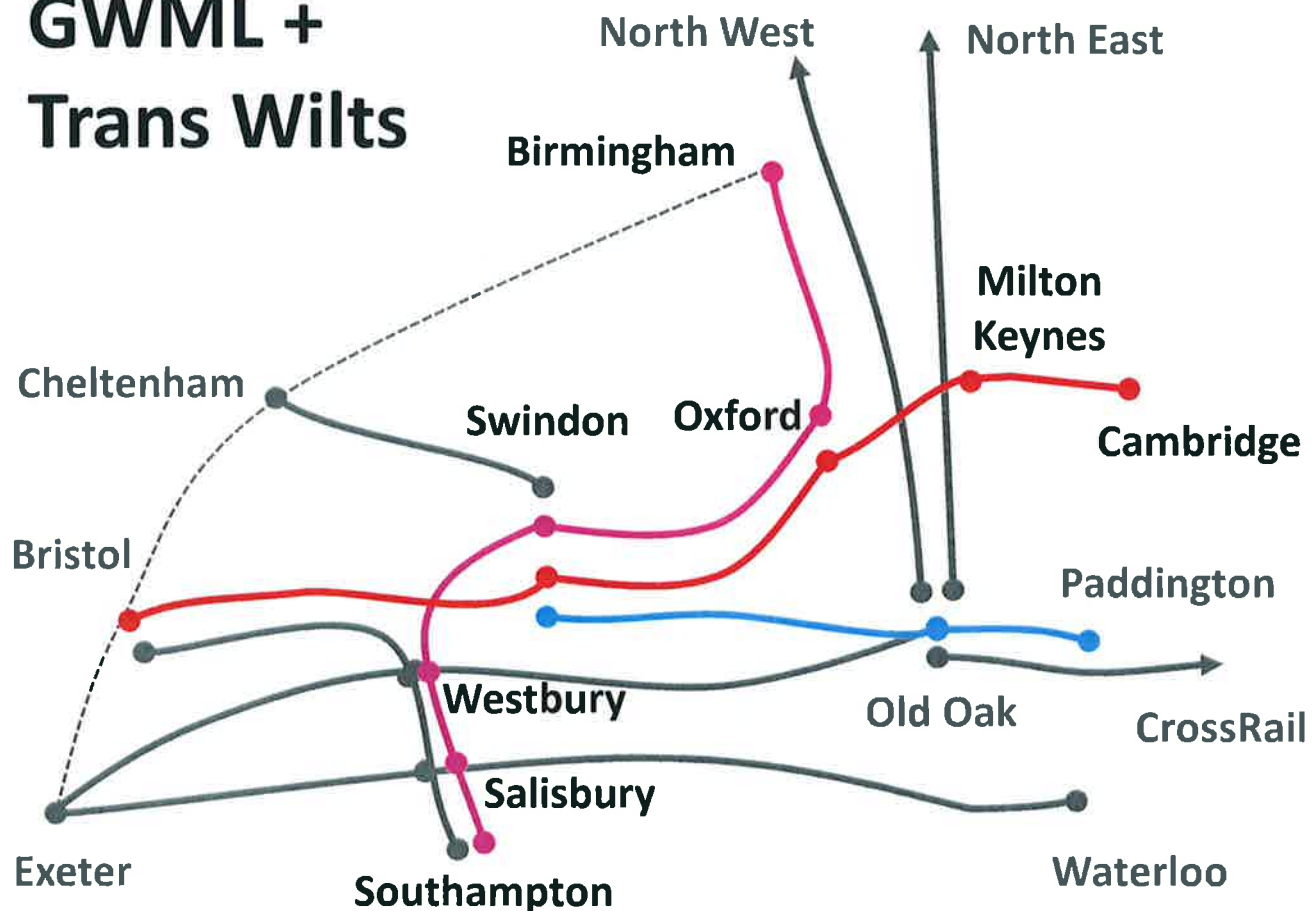 GWML +
Trans Wilts
North West
North East
Birmingham
Milton
Keynes
Cheltenham
Swindon
Oxford
Cambridge
Bristol
Paddington
Westbury
Old Oak
CrossRail
Salisbury
Exeter
Southampton
Waterloo